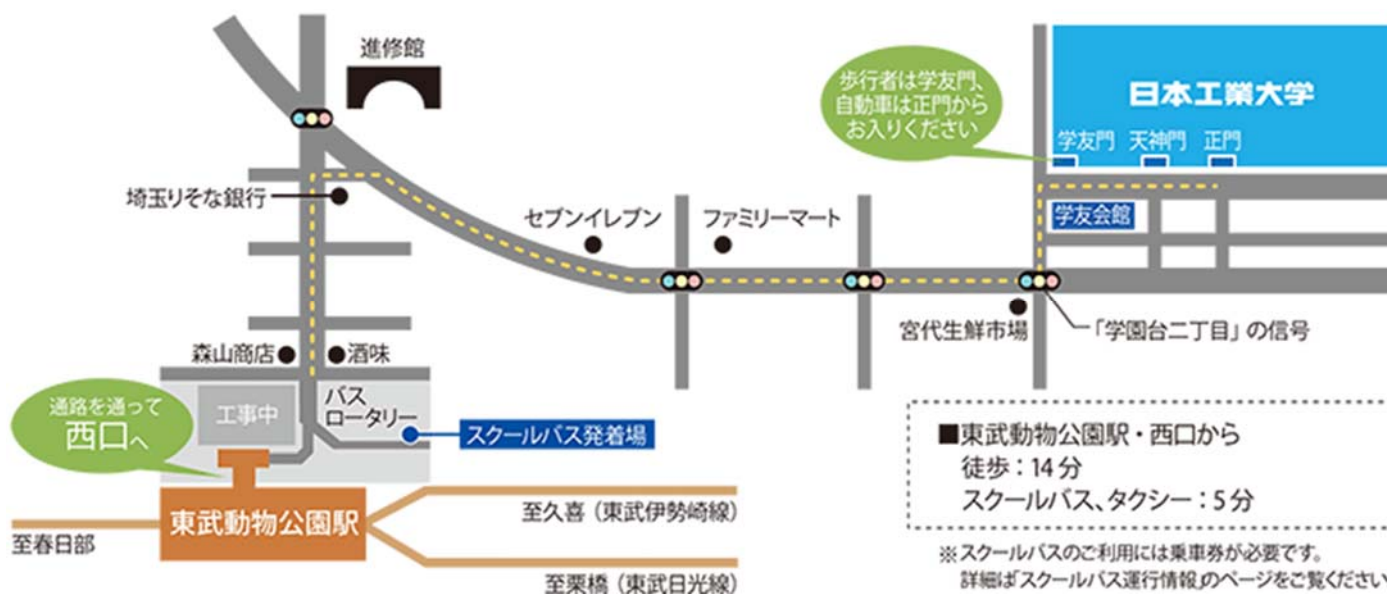 進修館
歩行者は学友門、
自動車は正門から
お入りください
日本工業大学
学友門
天神門
正門
埼玉りそな銀行
セブンイレブン
ファミリーマート
学友会館
宮代生鮮市場
「学園台二丁目」の信号
森山商店
酒味
通路を通って
西口へ
工事中
バス
ロータリー
スクールバス発着場
東武動物公園駅
至春日部
至久喜（東武伊勢崎線）
至栗橋（東武日光線）
■東武動物公園駅・西口から
徒歩：14分
スクールバス、タクシー：5分
※スクールバスのご利用には乗車券が必要です。
詳細は「スクールバス運行情報」のページをご覧ください